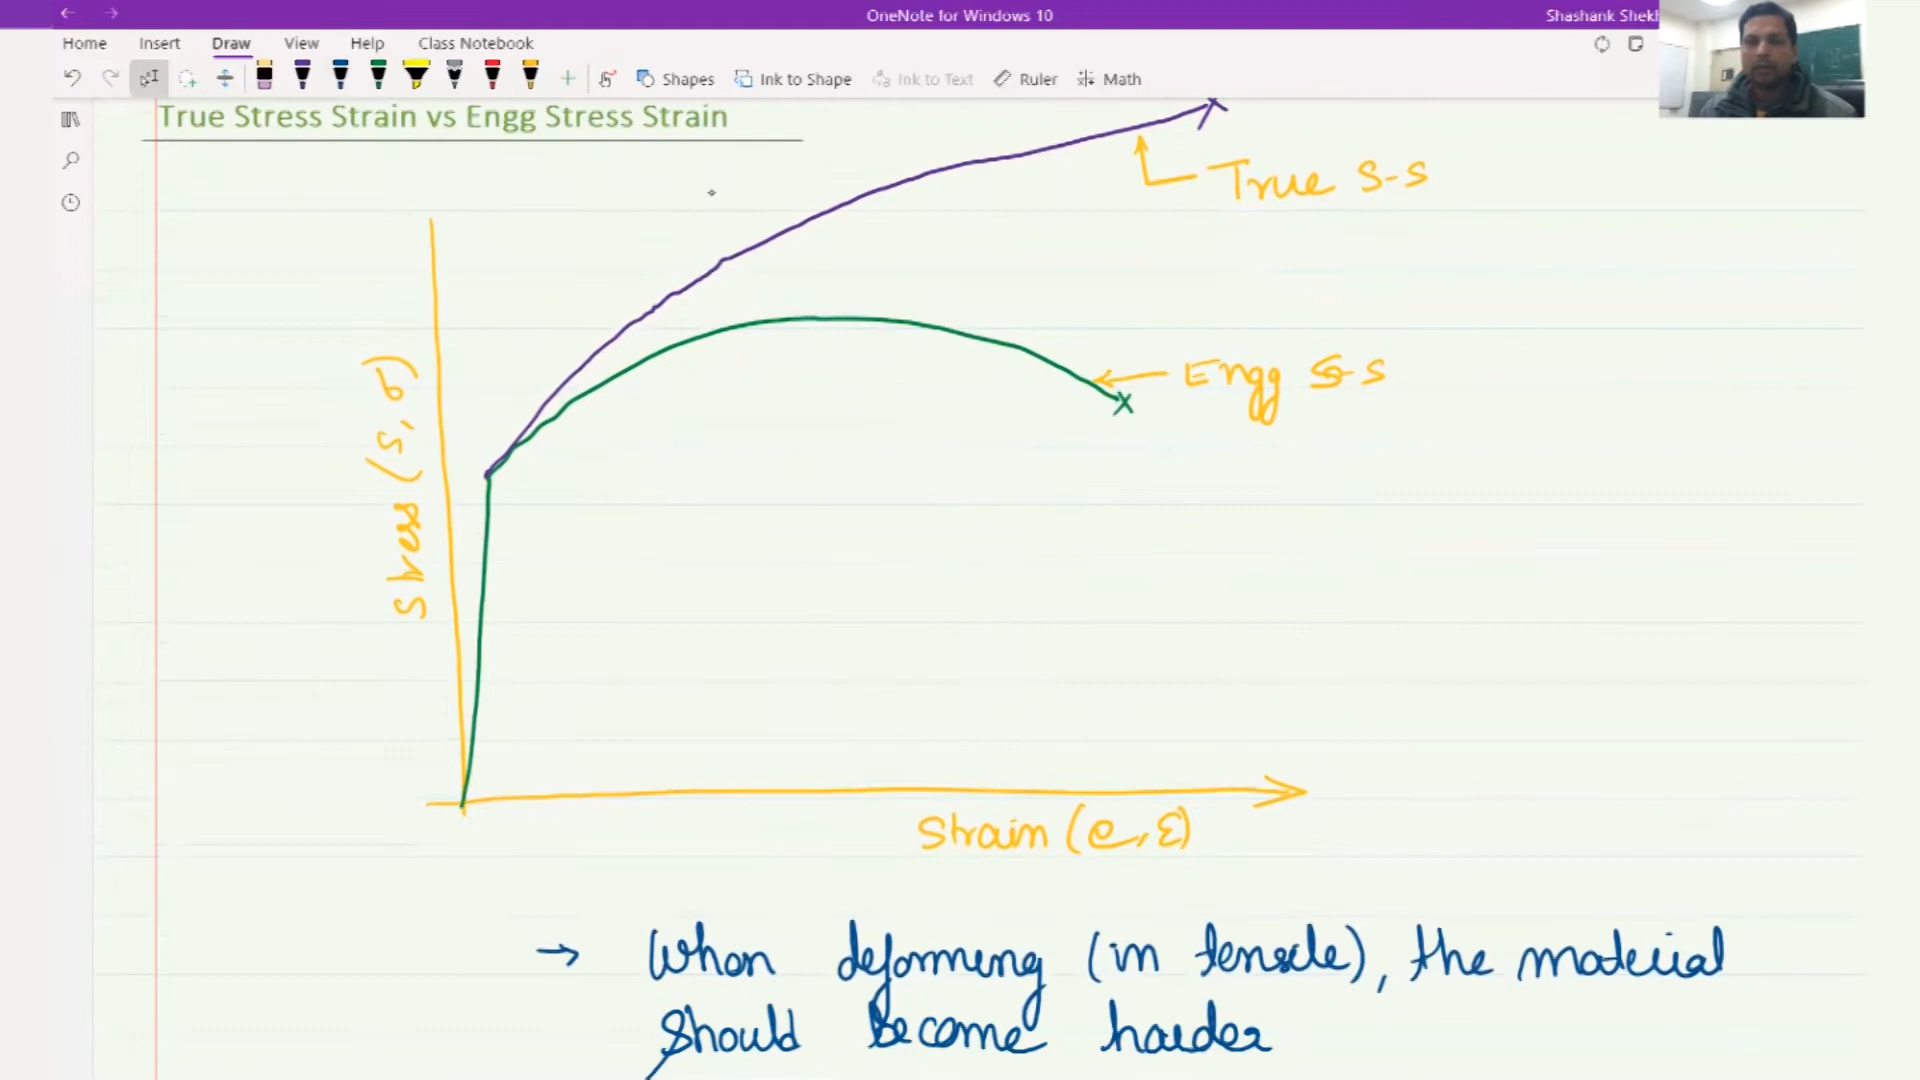 OneNote for Windows 10
Shashank Shekh
Home Insert Draw View Help Class Notebook
Shapes Ink to Shape Ink to Text Ruler Math
True Stress Strain vs Engg Stress Strain
True S-S
Engg S-S
Stress (s, σ)
Strain (e, ε)
→ When deforming (in tensile), the material
should become harder